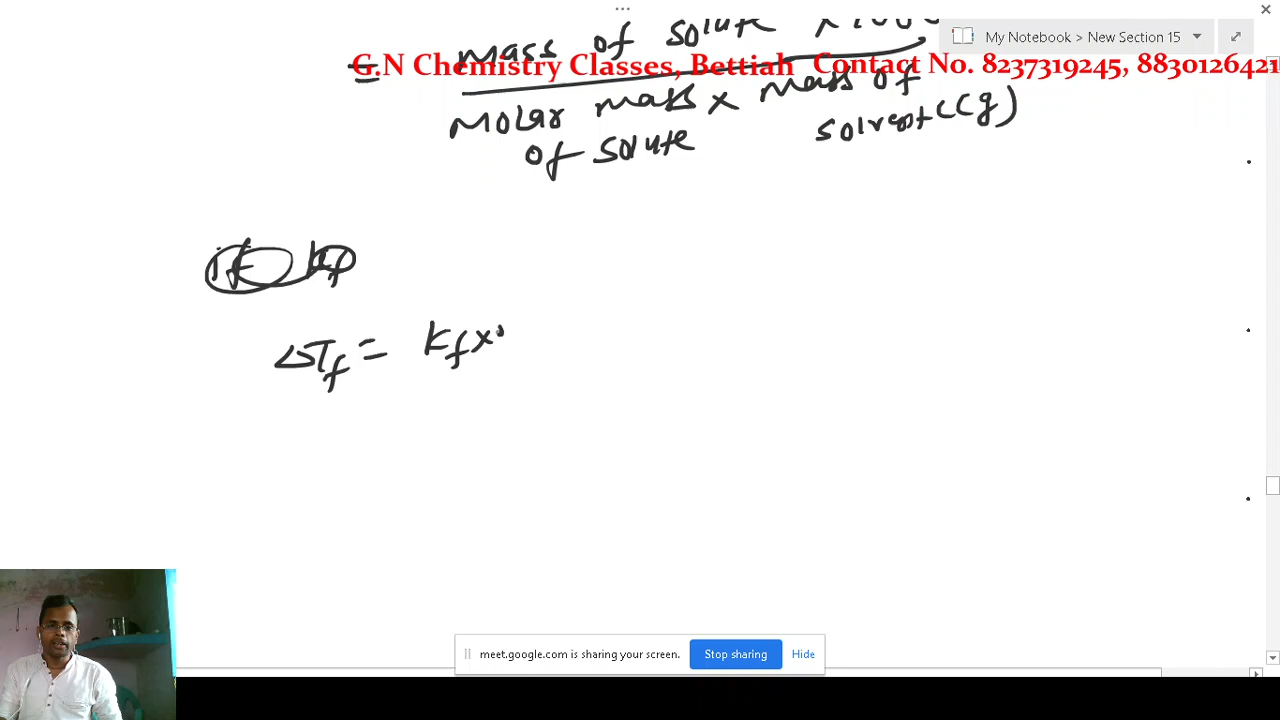 mass of solute x 1000
My Notebook > New Section 15
=
G.N Chemistry Classes, Bettiah Contact No. 8237319245, 8830126421
Molar mass x mass of
of solute solvent (g)
ΔTf = Kf x
meet.google.com is sharing your screen. Stop sharing Hide